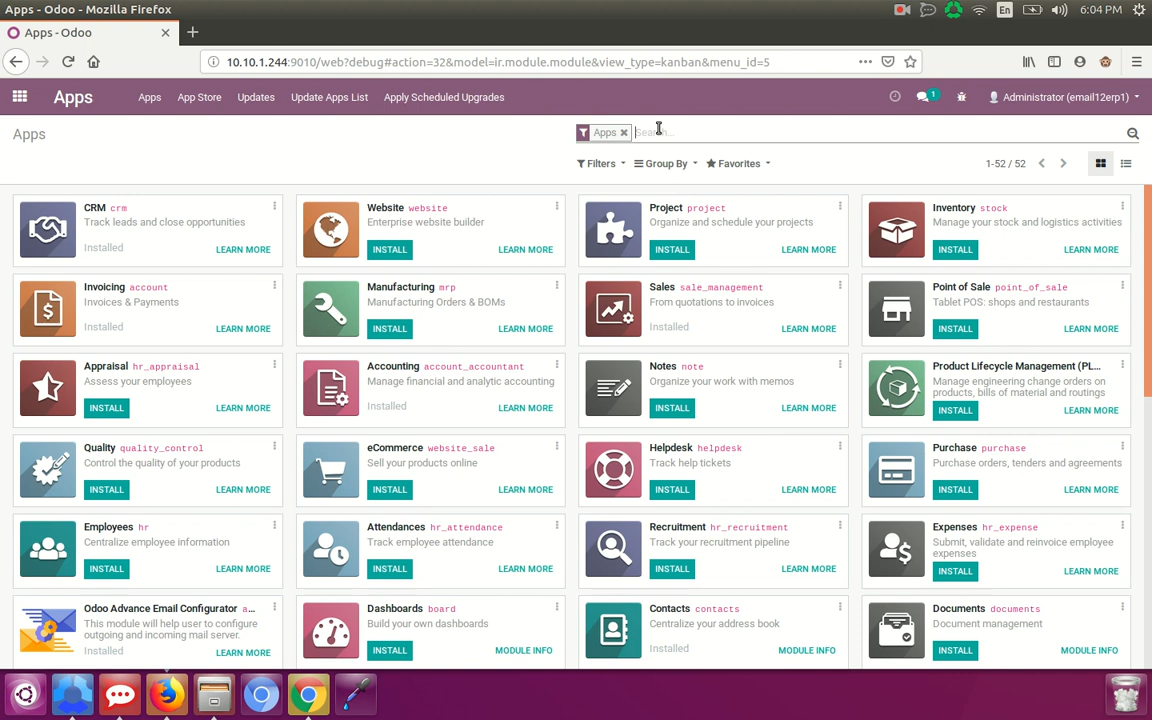 Apps - Odoo - Mozilla Firefox
En
6:04 PM
Apps - Odoo
10.10.1.244:9010/web?debug#action=32&model=ir.module.module&view_type=kanban&menu_id=5
Apps
Apps
App Store
Updates
Update Apps List
Apply Scheduled Upgrades
1
Administrator (email12erp1)
Apps
Apps
Search...
Filters
Group By
Favorites
1-52 / 52
CRM crm
Track leads and close opportunities
Installed
LEARN MORE
Website website
Enterprise website builder
INSTALL
LEARN MORE
Project project
Organize and schedule your projects
INSTALL
LEARN MORE
Inventory stock
Manage your stock and logistics activities
INSTALL
LEARN MORE
Invoicing account
Invoices & Payments
Installed
LEARN MORE
Manufacturing mrp
Manufacturing Orders & BOMs
INSTALL
LEARN MORE
Sales sale_management
From quotations to invoices
Installed
LEARN MORE
Point of Sale point_of_sale
Tablet POS: shops and restaurants
INSTALL
LEARN MORE
Appraisal hr_appraisal
Assess your employees
INSTALL
LEARN MORE
Accounting account_accountant
Manage financial and analytic accounting
Installed
LEARN MORE
Notes note
Organize your work with memos
INSTALL
LEARN MORE
Product Lifecycle Management (PL...
Manage engineering change orders on
products, bills of material and routings
INSTALL
LEARN MORE
Quality quality_control
Control the quality of your products
INSTALL
LEARN MORE
eCommerce website_sale
Sell your products online
INSTALL
LEARN MORE
Helpdesk helpdesk
Track help tickets
INSTALL
LEARN MORE
Purchase purchase
Purchase orders, tenders and agreements
INSTALL
LEARN MORE
Employees hr
Centralize employee information
INSTALL
LEARN MORE
Attendances hr_attendance
Track employee attendance
INSTALL
LEARN MORE
Recruitment hr_recruitment
Track your recruitment pipeline
INSTALL
LEARN MORE
Expenses hr_expense
Submit, validate and reinvoice employee
expenses
INSTALL
LEARN MORE
Odoo Advance Email Configurator a...
This module will help user to configure
outgoing and incoming mail server.
Installed
LEARN MORE
Dashboards board
Build your own dashboards
INSTALL
MODULE INFO
Contacts contacts
Centralize your address book
Installed
MODULE INFO
Documents documents
Document management
INSTALL
MODULE INFO